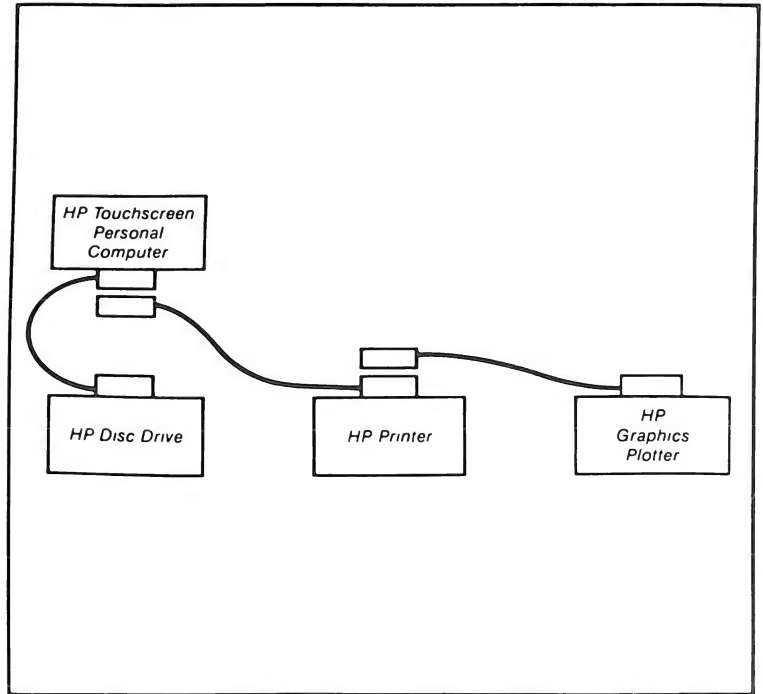 HP Touchscreen
Personal
Computer
HP Disc Drive
HP Printer
HP
Graphics
Plotter